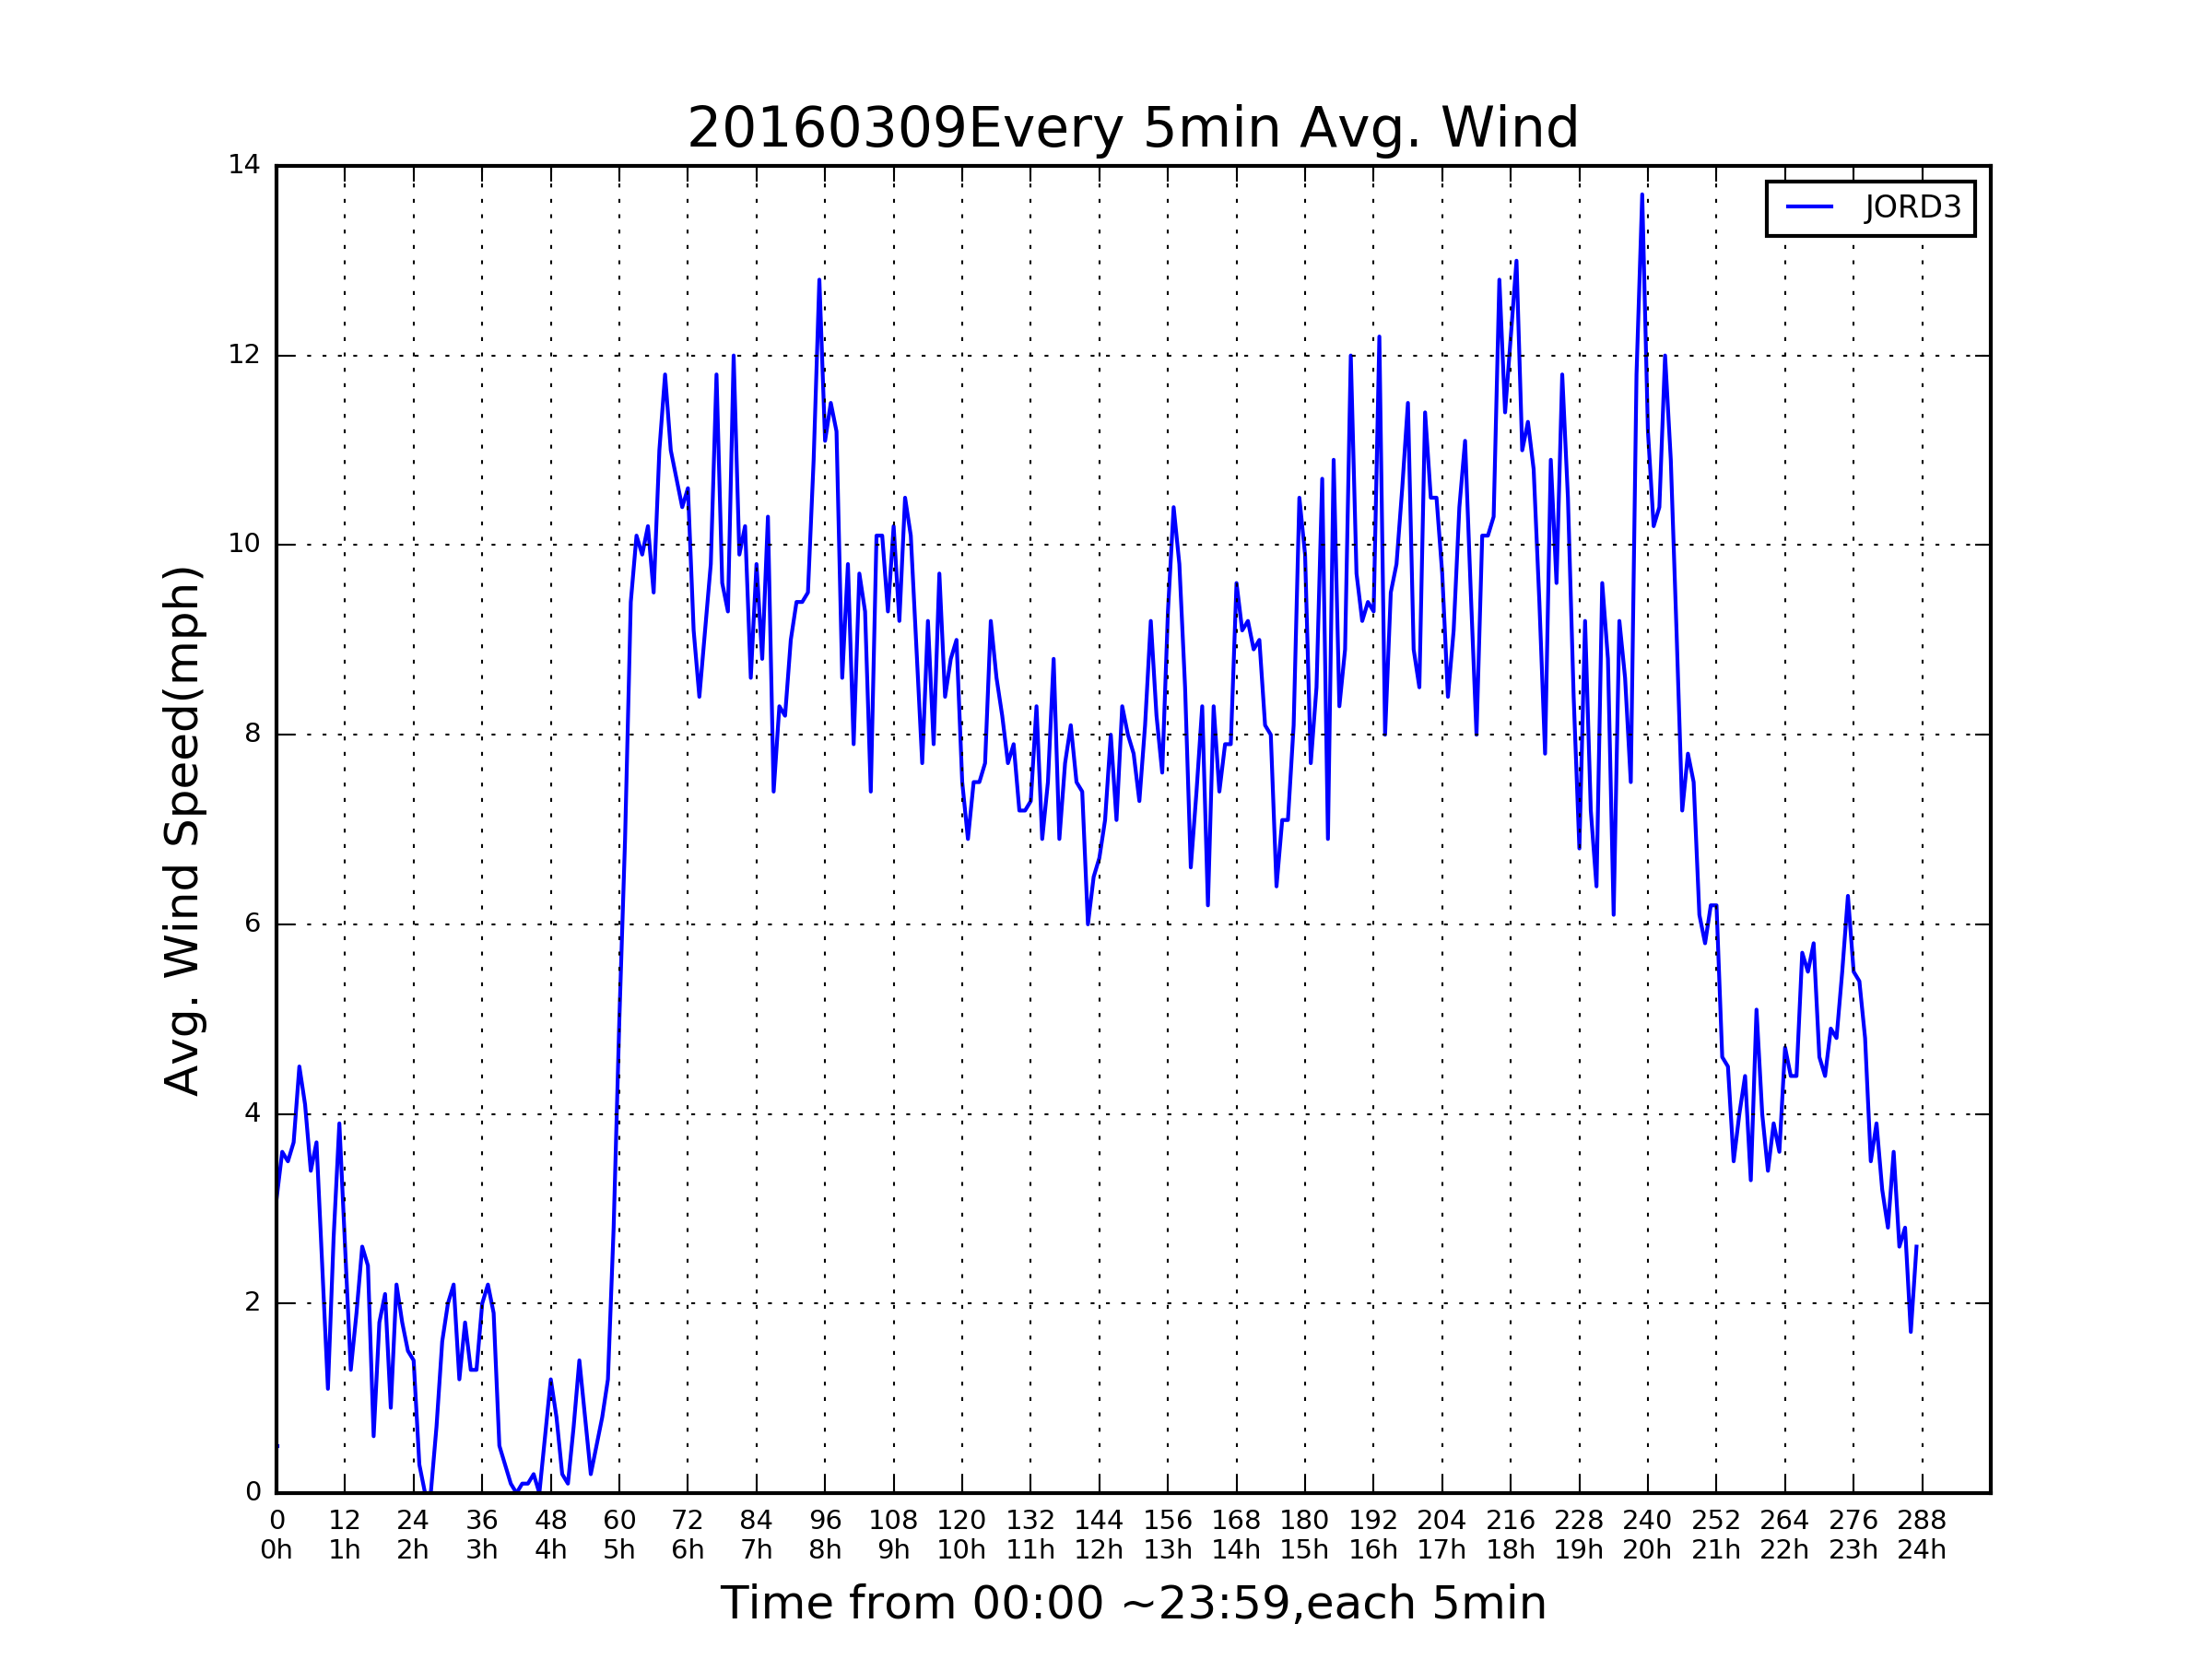 20160309Every 5min Avg. Wind
JORD3
Avg. Wind Speed(mph)
14
12
10
8
6
4
2
0
0 12 24 36 48 60 72 84 96 108 120 132 144 156 168 180 192 204 216 228 240 252 264 276 288
0h 1h 2h 3h 4h 5h 6h 7h 8h 9h 10h 11h 12h 13h 14h 15h 16h 17h 18h 19h 20h 21h 22h 23h 24h
Time from 00:00 ~23:59,each 5min